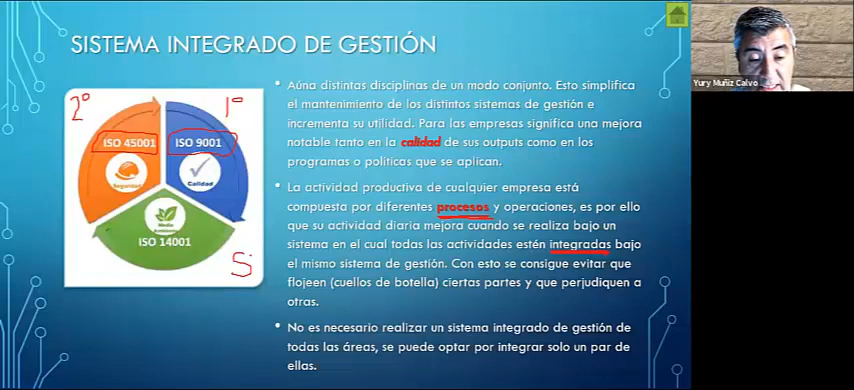 SISTEMA INTEGRADO DE GESTIÓN
2º
1º
ISO 45001
ISO 9001
Seguridad
Calidad
Medio
Ambiente
ISO 14001
S
• Aúna distintas disciplinas de un modo conjunto. Esto simplifica
el mantenimiento de los distintos sistemas de gestión e
incrementa su utilidad. Para las empresas significa una mejora
notable tanto en la calidad de sus outputs como en los
programas o políticas que se aplican.
• La actividad productiva de cualquier empresa está
compuesta por diferentes procesos y operaciones, es por ello
que su actividad diaria mejora cuando se realiza bajo un
sistema en el cual todas las actividades estén integradas bajo
el mismo sistema de gestión. Con esto se consigue evitar que
flojeen (cuellos de botella) ciertas partes y que perjudiquen a
otras.
• No es necesario realizar un sistema integrado de gestión de
todas las áreas, se puede optar por integrar solo un par de
ellas.
Yury Muñiz Calvo